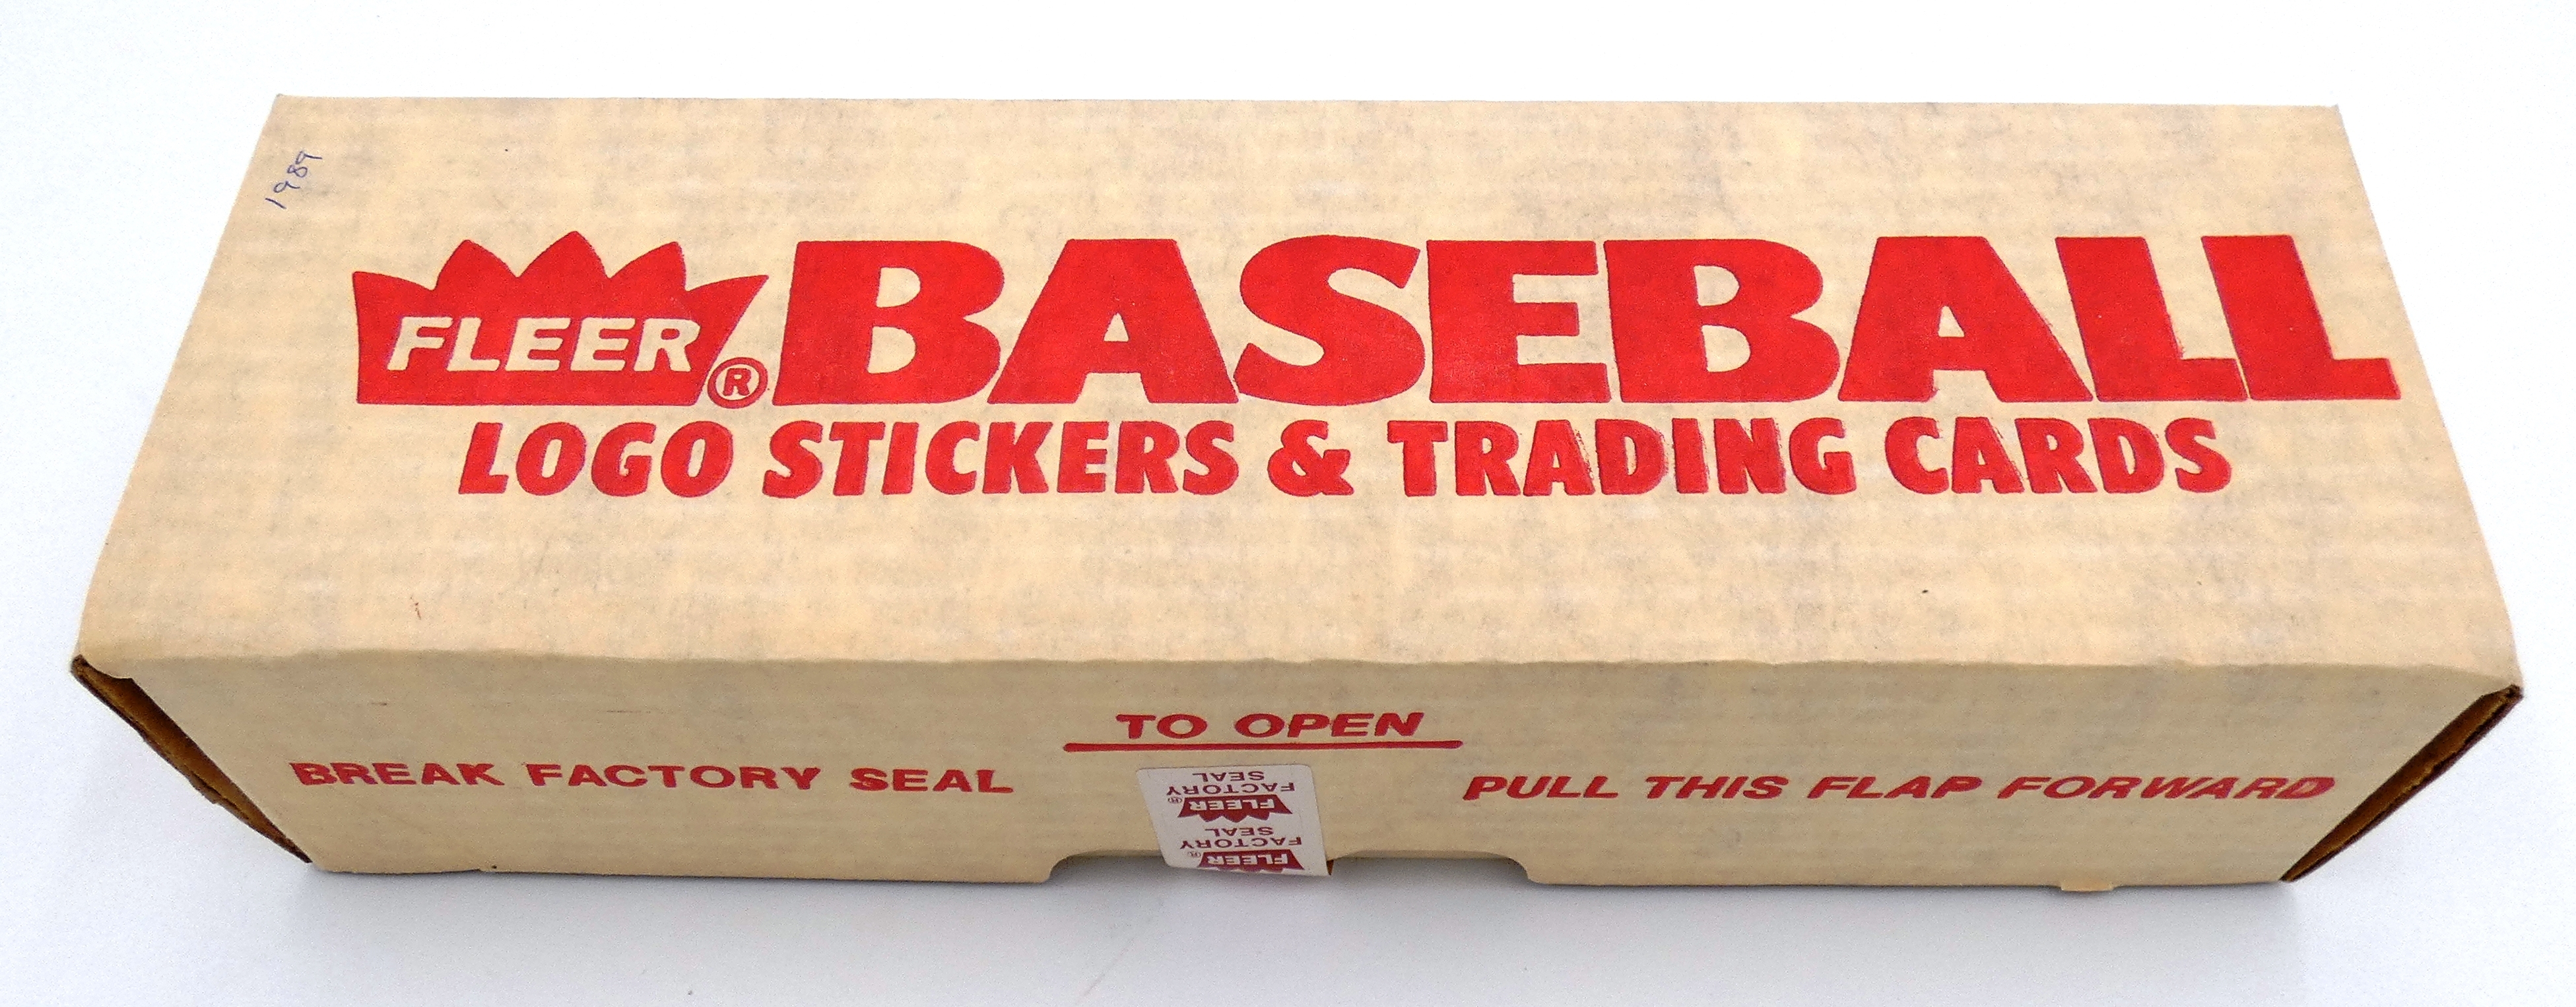 1989
FLEER® BASEBALL
LOGO STICKERS & TRADING CARDS
TO OPEN
BREAK FACTORY SEAL
PULL THIS FLAP FORWARD
FLEER®
FACTORY
SEAL
FLEER®
FACTORY
SEAL